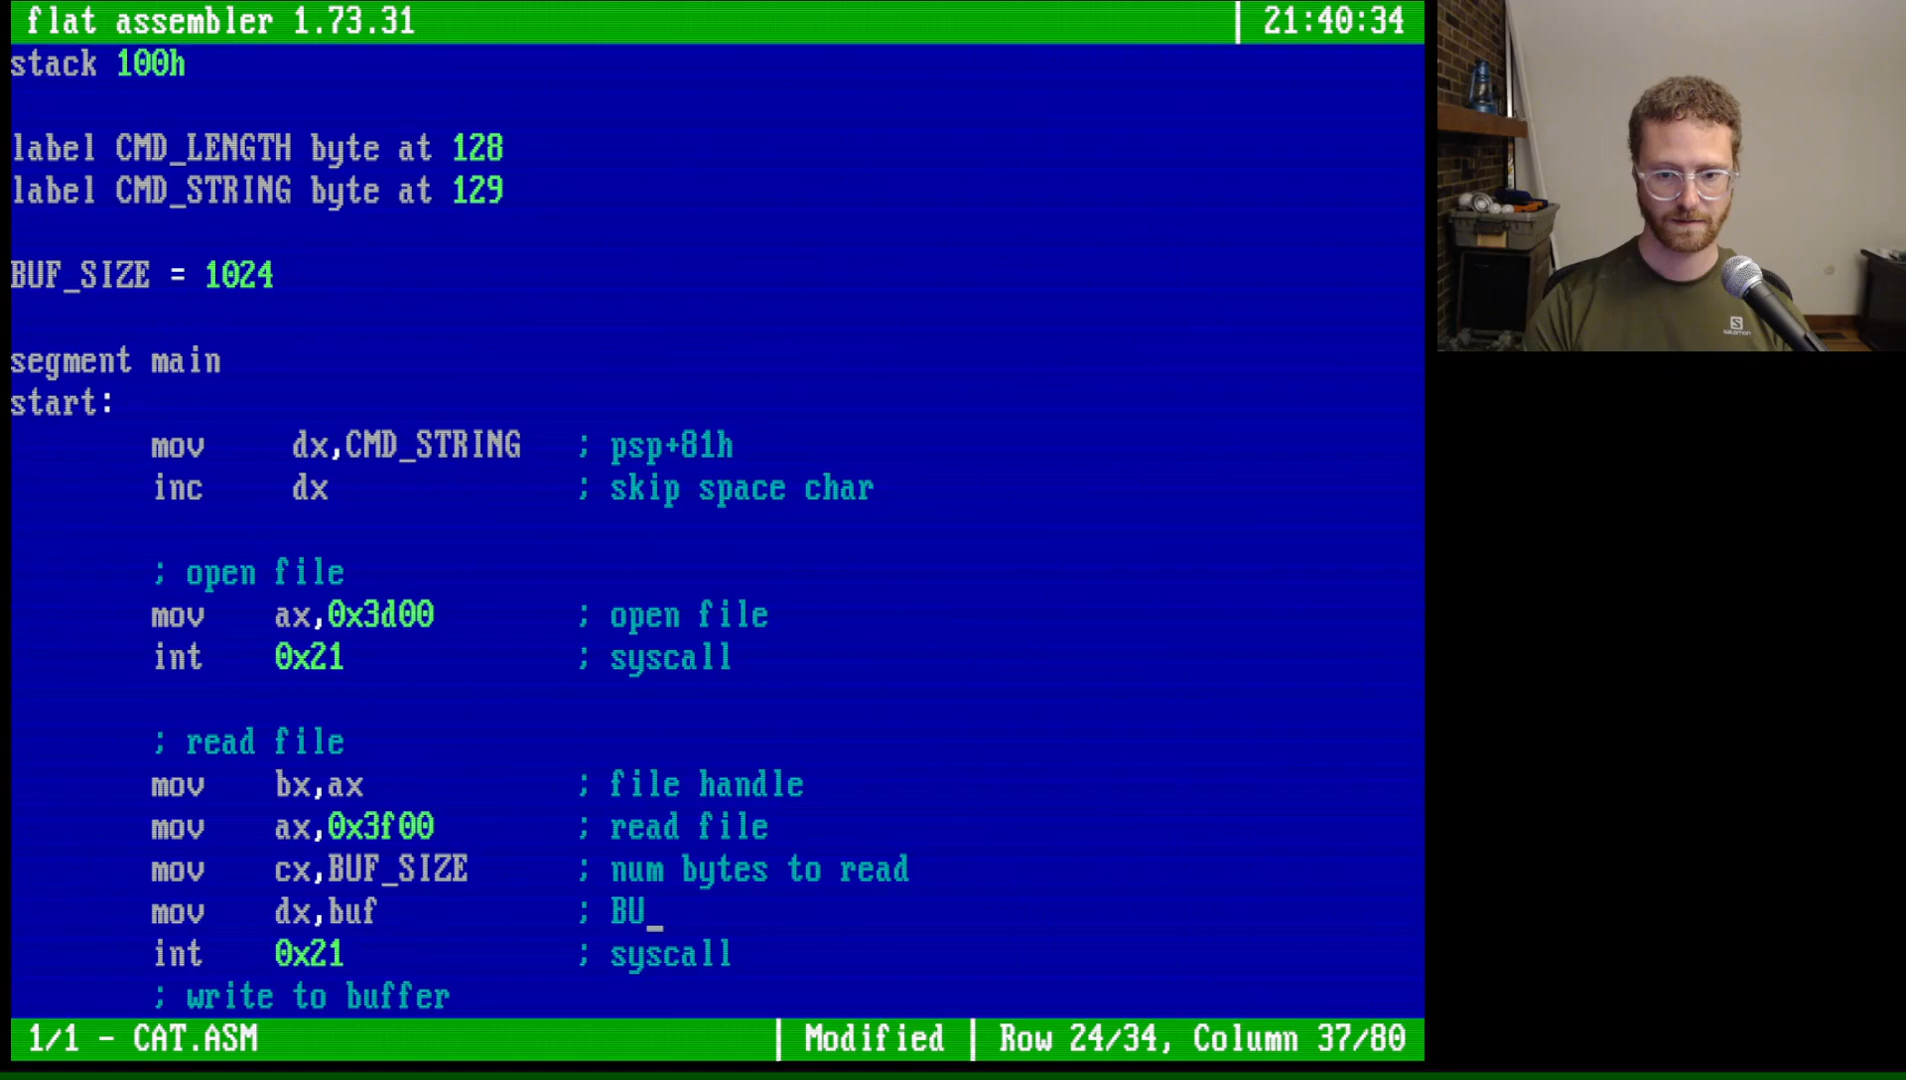 flat assembler 1.73.31 | 21:40:34
stack 100h
label CMD_LENGTH byte at 128
label CMD_STRING byte at 129
BUF_SIZE = 1024
segment main
start:
mov dx,CMD_STRING ; psp+81h
inc dx ; skip space char
; open file
mov ax,0x3d00 ; open file
int 0x21 ; syscall
; read file
mov bx,ax ; file handle
mov ax,0x3f00 ; read file
mov cx,BUF_SIZE ; num bytes to read
mov dx,buf ; BU_
int 0x21 ; syscall
; write to buffer
1/1 - CAT.ASM | Modified | Row 24/34, Column 37/80
salomon